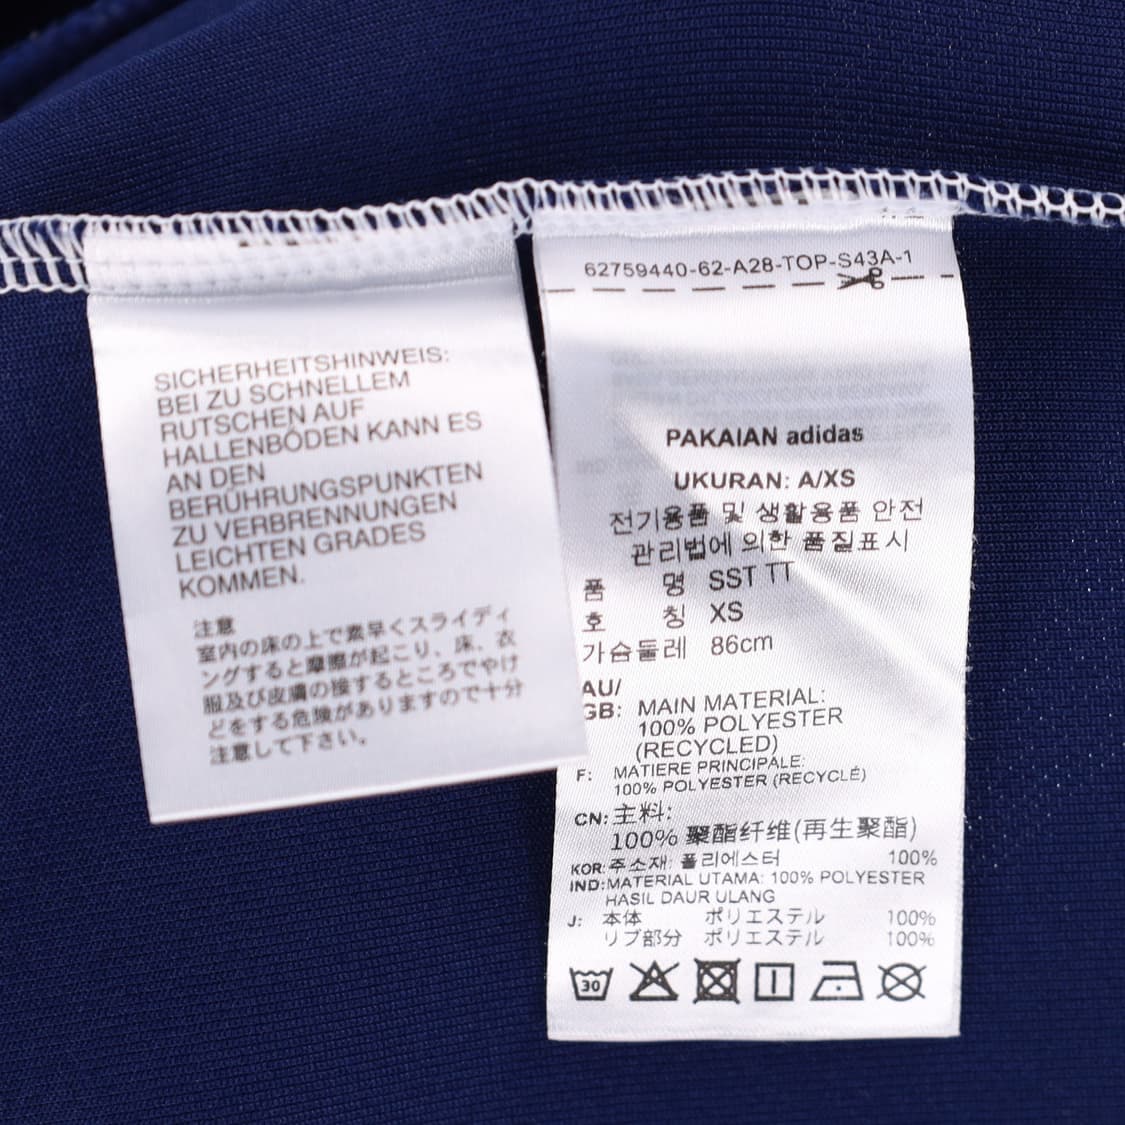 SICHERHEITSHINWEIS:
BEI ZU SCHNELLEM
RUTSCHEN AUF
HALLENBÖDEN KANN ES
AN DEN
BERÜHRUNGSPUNKTEN
ZU VERBRENNUNGEN
LEICHTEN GRADES
KOMMEN.
注意
室内の床の上で素早くスライディ
ングすると摩擦が起こり、床、衣
服及び皮膚の接するところでやけ
どをする危険がありますので十分
注意して下さい。
62759440-62-A28-TOP-S43A-1
PAKAIAN adidas
UKURAN: A/XS
전기용품 및 생활용품 안전
관리법에 의한 품질표시
품 명 SST TT
호 칭 XS
가슴둘레 86cm
AU/
GB: MAIN MATERIAL:
100% POLYESTER
(RECYCLED)
F: MATIERE PRINCIPALE:
100% POLYESTER (RECYCLÉ)
CN: 主料:
100% 聚酯纤维(再生聚酯)
KOR: 주소재: 폴리에스터 100%
IND: MATERIAL UTAMA: 100% POLYESTER
HASIL DAUR ULANG
J: 本体 ポリエステル 100%
リブ部分 ポリエステル 100%
30